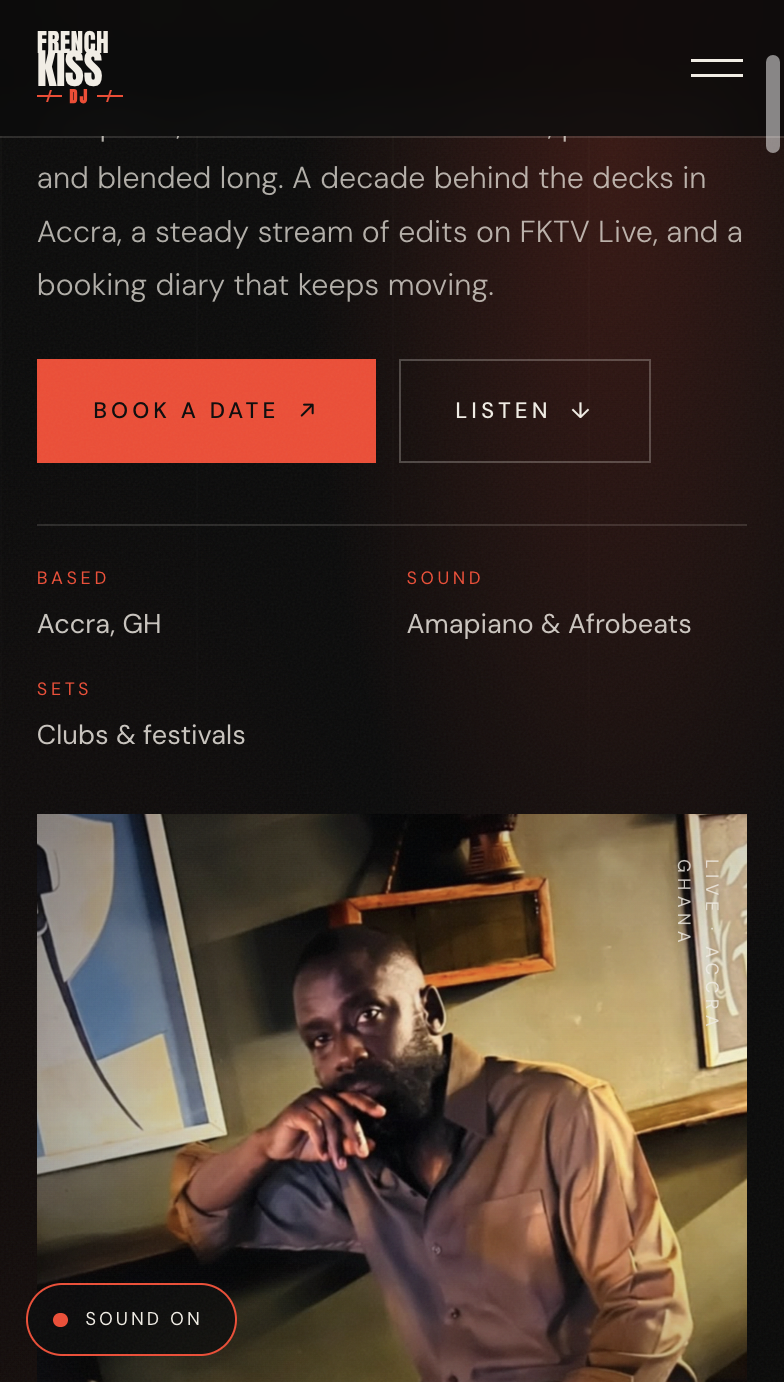 FRENCH
KISS
DJ
and blended long. A decade behind the decks in
Accra, a steady stream of edits on FKTV Live, and a
booking diary that keeps moving.
BOOK A DATE ↗
LISTEN ↓
BASED
Accra, GH
SOUND
Amapiano & Afrobeats
SETS
Clubs & festivals
LIVE · ACCRA
GHANA
SOUND ON